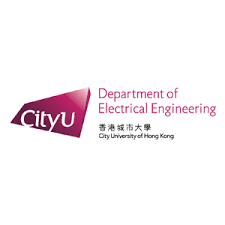 CityU
Department of
Electrical Engineering
香港城市大學
City University of Hong Kong